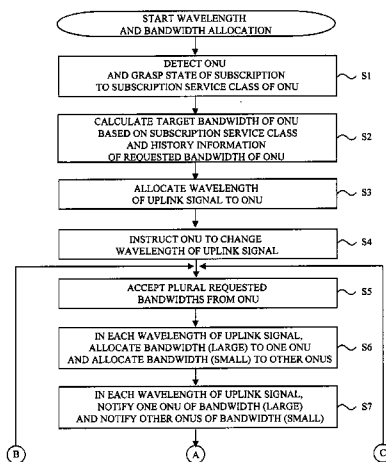 START WAVELENGTH
AND BANDWIDTH ALLOCATION
DETECT ONU
AND GRASP STATE OF SUBSCRIPTION
TO SUBSCRIPTION SERVICE CLASS OF ONU
S1
CALCULATE TARGET BANDWIDTH OF ONU
BASED ON SUBSCRIPTION SERVICE CLASS
AND HISTORY INFORMATION
OF REQUESTED BANDWIDTH OF ONU
S2
ALLOCATE WAVELENGTH
OF UPLINK SIGNAL TO ONU
S3
INSTRUCT ONU TO CHANGE
WAVELENGTH OF UPLINK SIGNAL
S4
ACCEPT PLURAL REQUESTED
BANDWIDTHS FROM ONU
S5
IN EACH WAVELENGTH OF UPLINK SIGNAL,
ALLOCATE BANDWIDTH (LARGE) TO ONE ONU
AND ALLOCATE BANDWIDTH (SMALL) TO OTHER ONUS
S6
IN EACH WAVELENGTH OF UPLINK SIGNAL,
NOTIFY ONE ONU OF BANDWIDTH (LARGE)
AND NOTIFY OTHER ONUS OF BANDWIDTH (SMALL)
S7
B
A
C